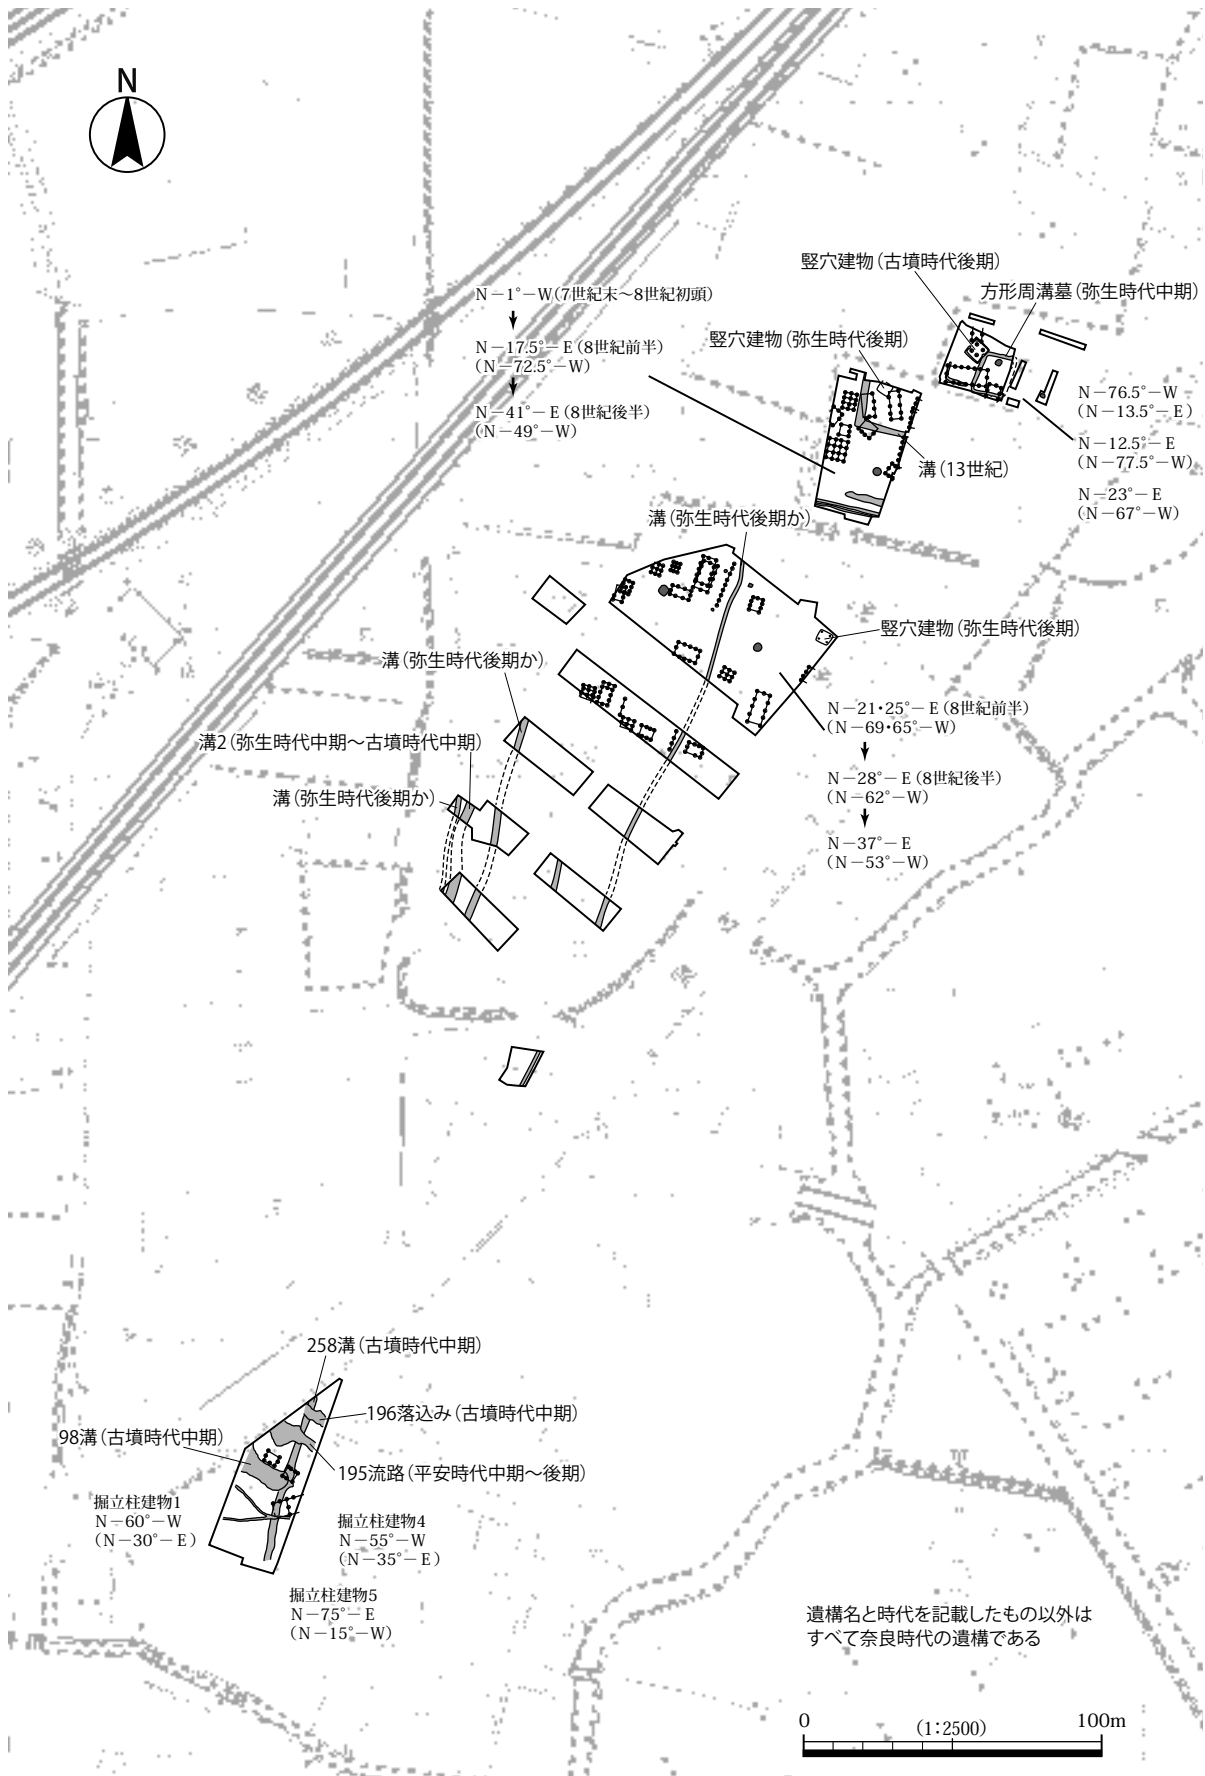 N
竪穴建物(古墳時代後期)
方形周溝墓(弥生時代中期)
N-1°-W(7世紀末～8世紀初頭)
竪穴建物(弥生時代後期)
N-17.5°-E(8世紀前半)
(N-72.5°-W)
N-41°-E(8世紀後半)
(N-49°-W)
N-76.5°-W
(N-13.5°-E)
N-12.5°-E
(N-77.5°-W)
N-23°-E
(N-67°-W)
溝(13世紀)
溝(弥生時代後期か)
竪穴建物(弥生時代後期)
溝(弥生時代後期か)
N-21・25°-E(8世紀前半)
(N-69・65°-W)
N-28°-E(8世紀後半)
(N-62°-W)
N-37°-E
(N-53°-W)
溝2(弥生時代中期～古墳時代中期)
溝(弥生時代後期か)
258溝(古墳時代中期)
196落込み(古墳時代中期)
98溝(古墳時代中期)
195流路(平安時代中期～後期)
掘立柱建物1
N-60°-W
(N-30°-E)
掘立柱建物4
N-55°-W
(N-35°-E)
掘立柱建物5
N-75°-E
(N-15°-W)
遺構名と時代を記載したもの以外は
すべて奈良時代の遺構である
0 (1:2500) 100m